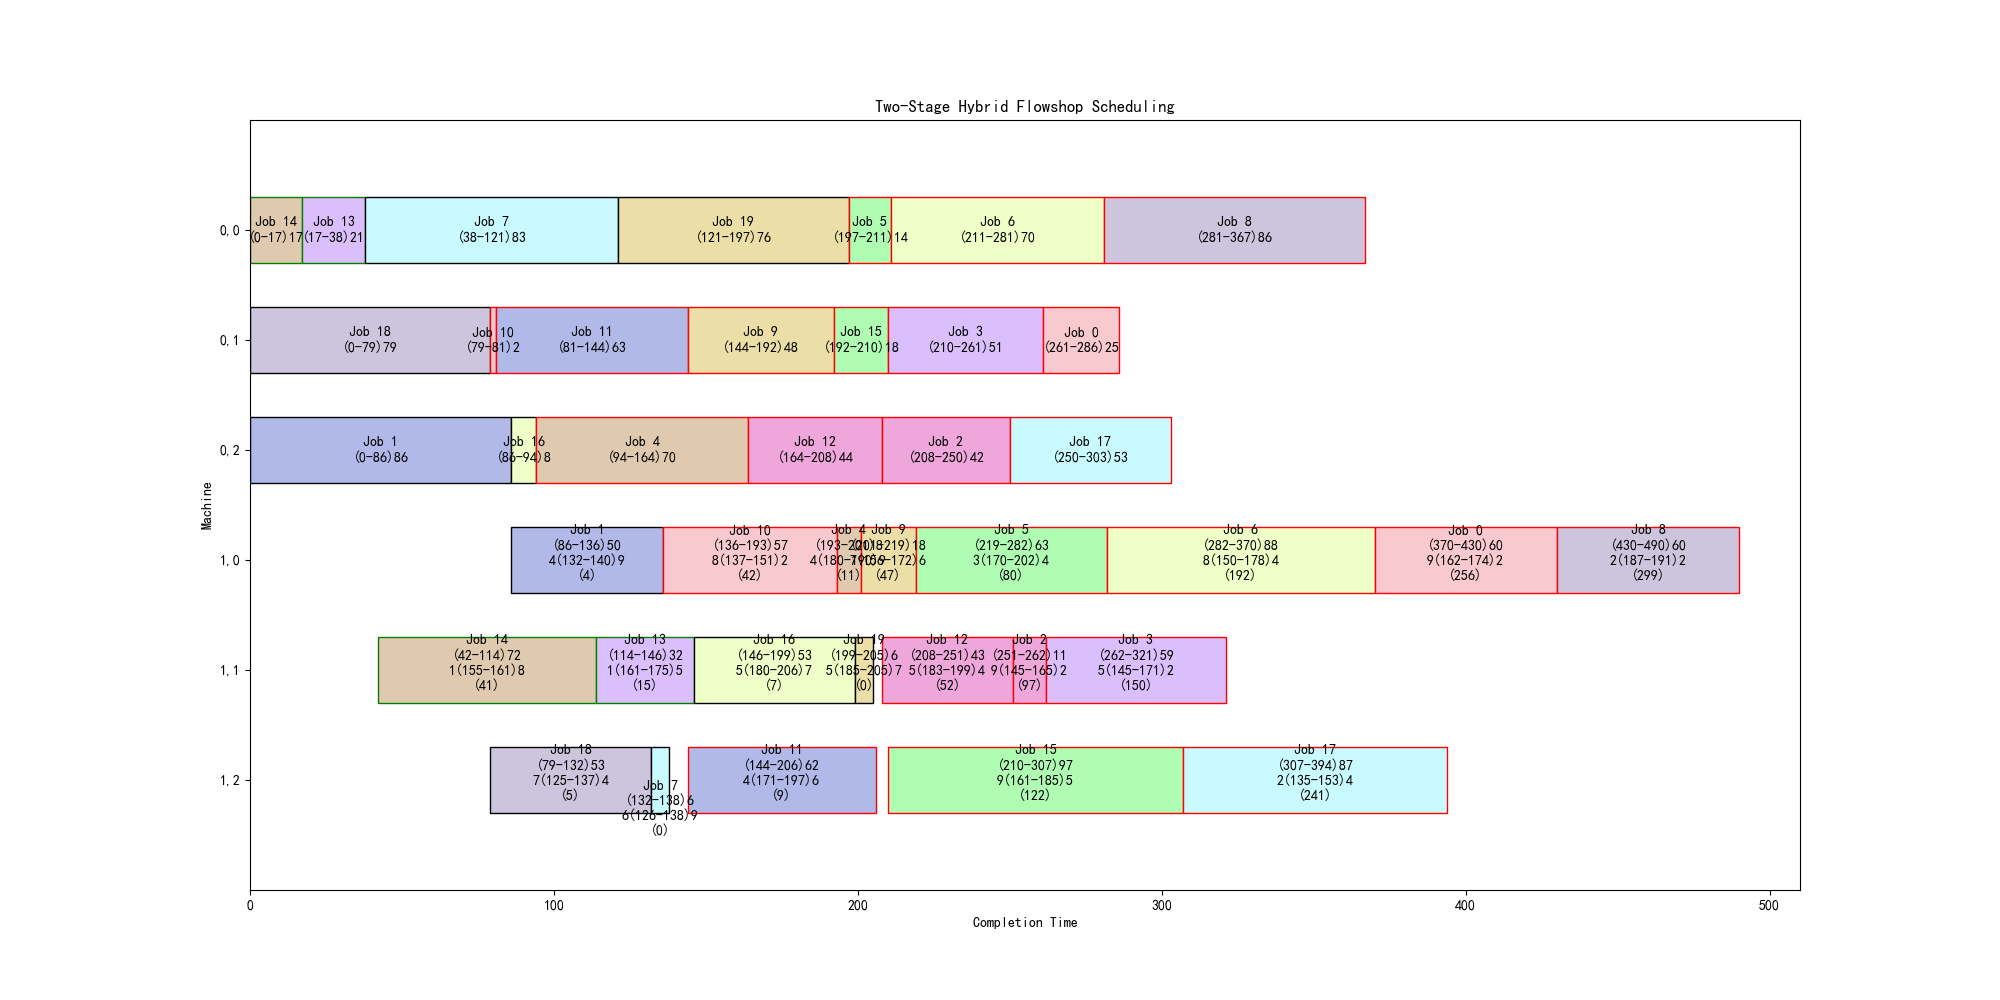 Two-Stage Hybrid Flowshop Scheduling
Machine
0,0
Job 14
(0-17)17
Job 13
(17-38)21
Job 7
(38-121)83
Job 19
(121-197)76
Job 5
(197-211)14
Job 6
(211-281)70
Job 8
(281-367)86
0,1
Job 18
(0-79)79
Job 10
(79-81)2
Job 11
(81-144)63
Job 9
(144-192)48
Job 15
(192-210)18
Job 3
(210-261)51
Job 0
(261-286)25
0,2
Job 1
(0-86)86
Job 16
(86-94)8
Job 4
(94-164)70
Job 12
(164-208)44
Job 2
(208-250)42
Job 17
(250-303)53
1,0
Job 1
(86-136)50
4(132-140)9
(4)
Job 10
(136-193)57
8(137-151)2
(42)
Job 4
(11)
Job 9
(201-219)18
(47)
Job 5
(219-282)63
3(170-202)4
(80)
Job 6
(282-370)88
8(150-178)4
(192)
Job 0
(370-430)60
9(162-174)2
(256)
Job 8
(430-490)60
2(187-191)2
(299)
1,1
Job 14
(42-114)72
1(155-161)8
(41)
Job 13
(114-146)32
1(161-175)5
(15)
Job 16
(146-199)53
5(180-206)7
(7)
Job 19
(199-205)6
5(185-205)7
(0)
Job 12
(208-251)43
5(183-199)4
(52)
Job 2
(251-262)11
9(145-165)2
(97)
Job 3
(262-321)59
5(145-171)2
(150)
1,2
Job 18
(79-132)53
7(125-137)4
(5)
Job 7
(132-138)6
6(126-138)9
(0)
Job 11
(144-206)62
4(171-197)6
(9)
Job 15
(210-307)97
9(161-185)5
(122)
Job 17
(307-394)87
2(135-153)4
(241)
0
100
200
300
400
500
Completion Time